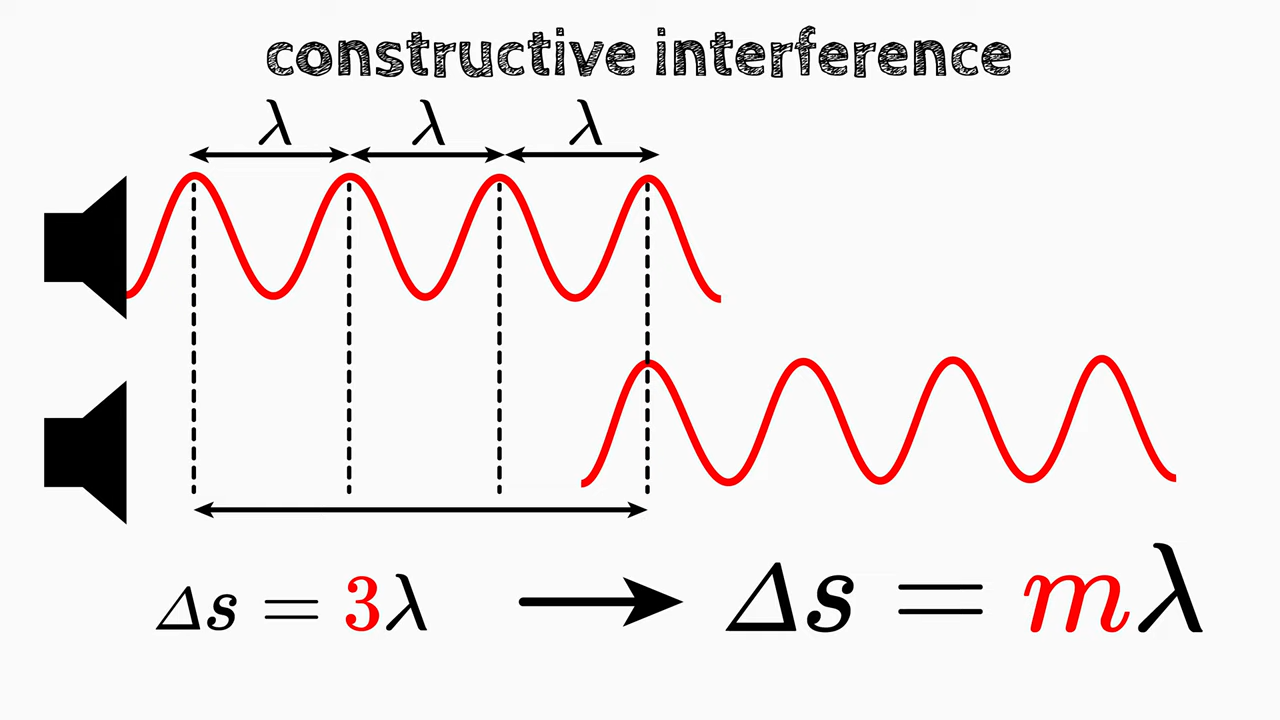 constructive interference
λ λ λ
Δs = 3λ → Δs = mλ